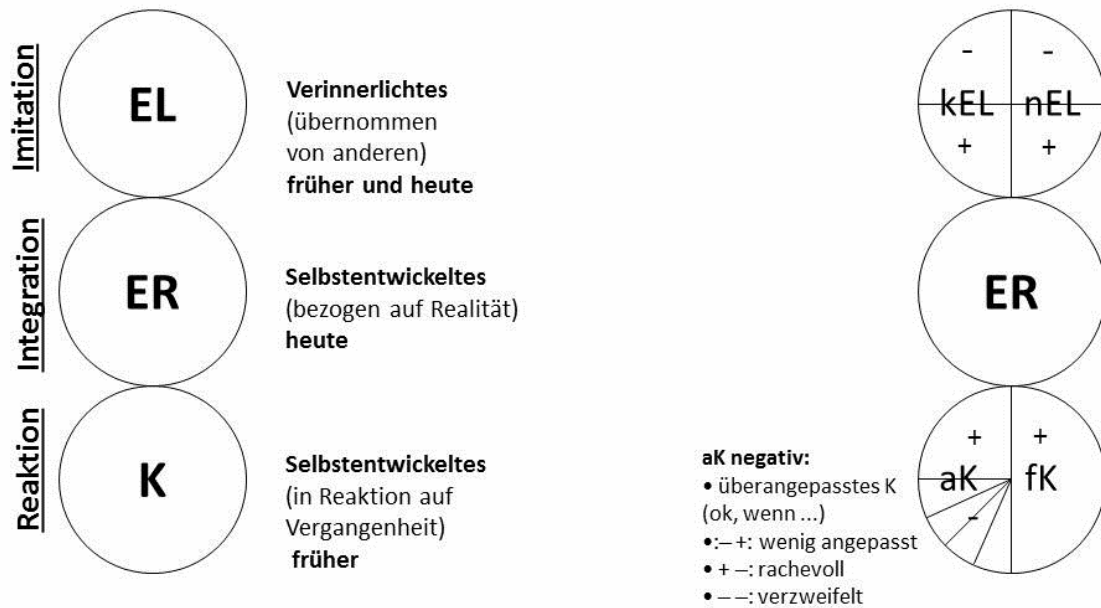 Imitation
EL
Verinnerlichtes
(übernommen
von anderen)
früher und heute
Integration
ER
Selbstentwickeltes
(bezogen auf Realität)
heute
Reaktion
K
Selbstentwickeltes
(in Reaktion auf
Vergangenheit)
früher
- -
kEL nEL
+ +
ER
+ +
aK fK
-
aK negativ:
• überangepasstes K
(ok, wenn ...)
•:– +: wenig angepasst
• + –: rachevoll
• – –: verzweifelt